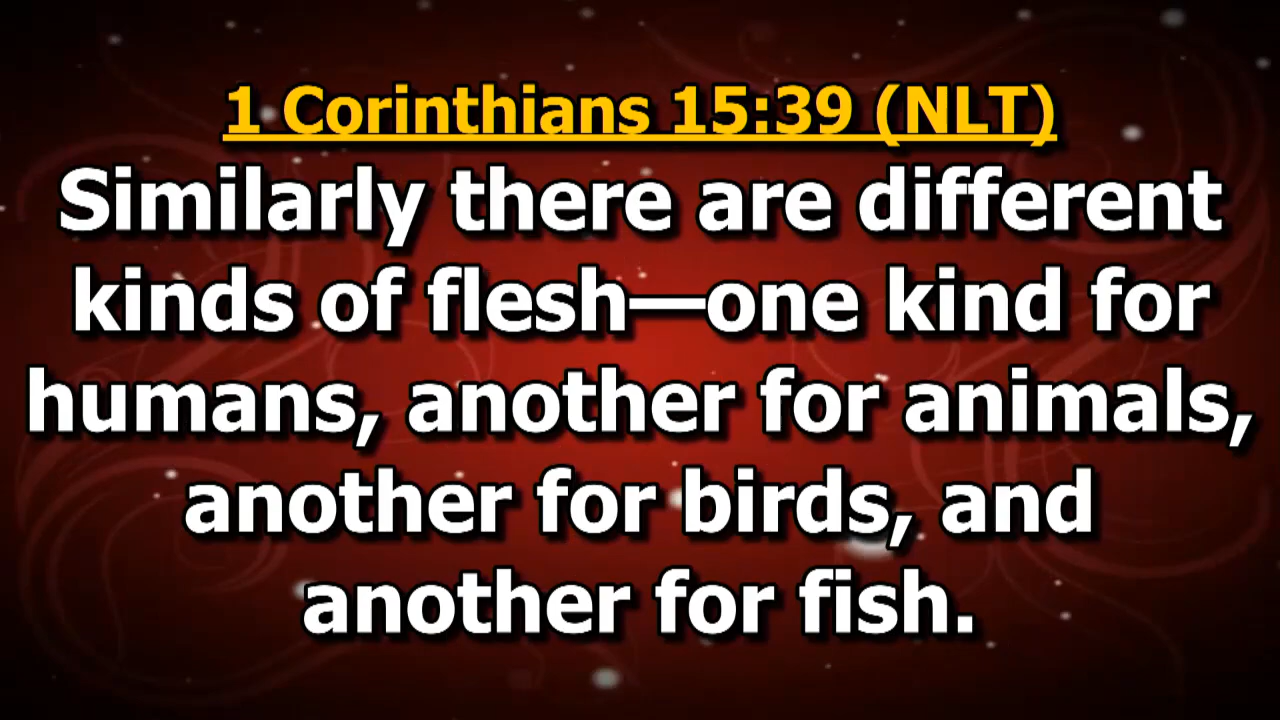 1 Corinthians 15:39 (NLT)
Similarly there are different
kinds of flesh—one kind for
humans, another for animals,
another for birds, and
another for fish.